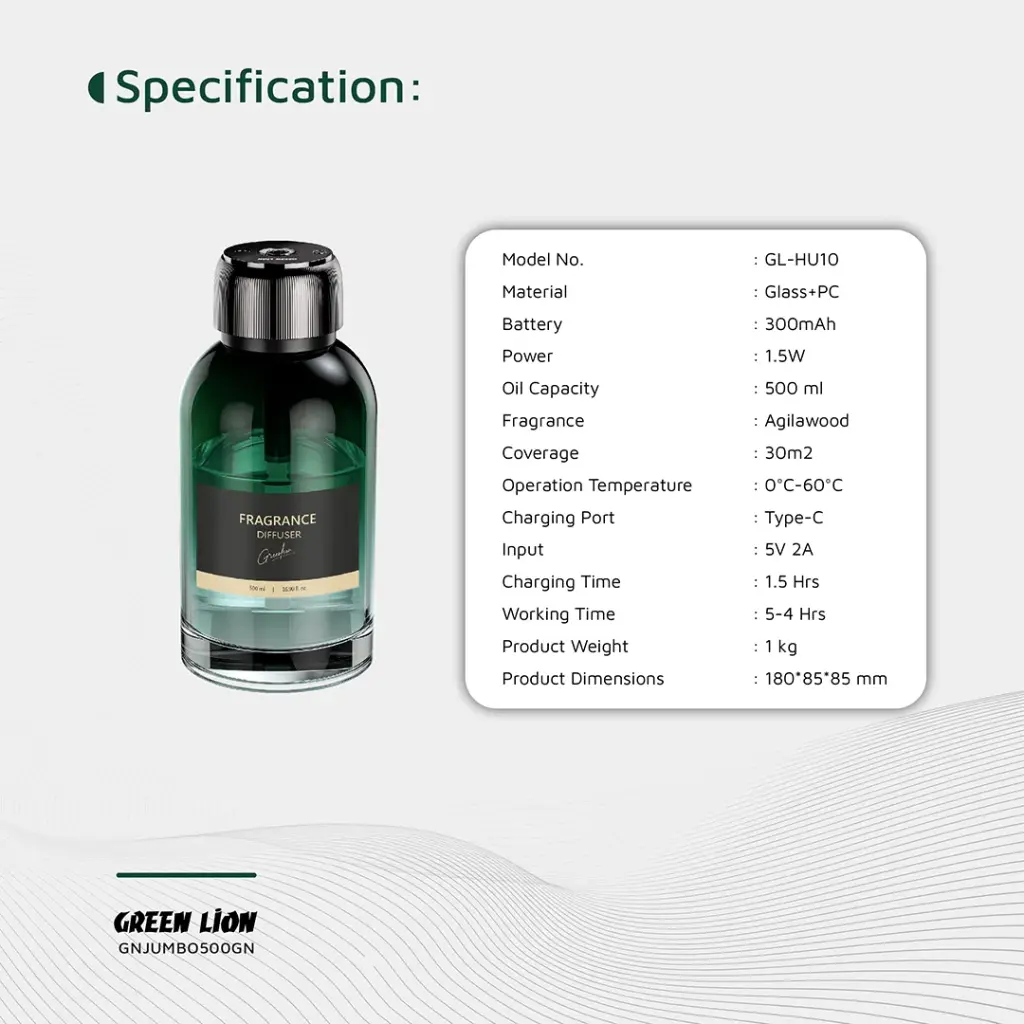 Specification:
Model No. : GL-HU10
Material : Glass+PC
Battery : 300mAh
Power : 1.5W
Oil Capacity : 500 ml
Fragrance : Agilawood
Coverage : 30m2
Operation Temperature : 0°C-60°C
Charging Port : Type-C
Input : 5V 2A
Charging Time : 1.5 Hrs
Working Time : 5-4 Hrs
Product Weight : 1 kg
Product Dimensions : 180*85*85 mm
FRAGRANCE
DIFFUSER
500 ml |
GREEN LION
GNJUMBO500GN